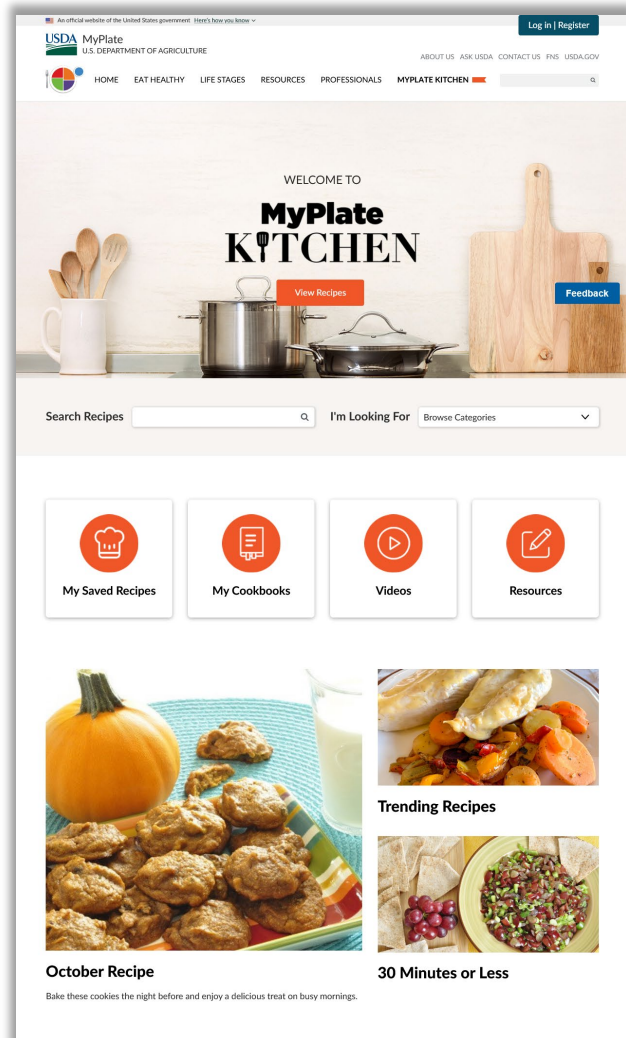 An official website of the United States government Here's how you know
Log in | Register
USDA MyPlate
U.S. DEPARTMENT OF AGRICULTURE
ABOUT US ASK USDA CONTACT US FNS USDA.GOV
HOME EAT HEALTHY LIFE STAGES RESOURCES PROFESSIONALS MYPLATE KITCHEN
WELCOME TO
MyPlate
KITCHEN
View Recipes
Feedback
Search Recipes I'm Looking For Browse Categories
My Saved Recipes My Cookbooks Videos Resources
Trending Recipes
October Recipe 30 Minutes or Less
Bake these cookies the night before and enjoy a delicious treat on busy mornings.